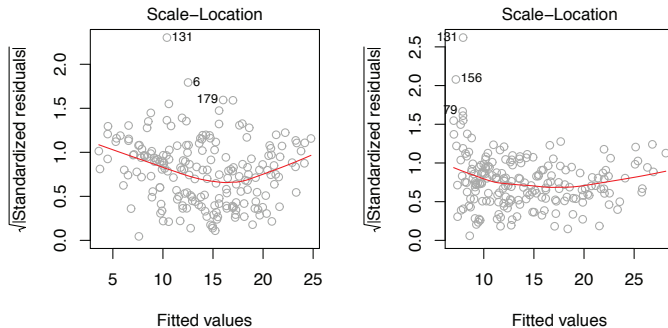 Scale−Location
√|Standardized residuals|
2.0
1.5
1.0
0.5
0.0
131
6
179
5 10 15 20 25
Fitted values
Scale−Location
√|Standardized residuals|
2.5
2.0
1.5
1.0
0.5
0.0
131
156
79
10 15 20 25
Fitted values